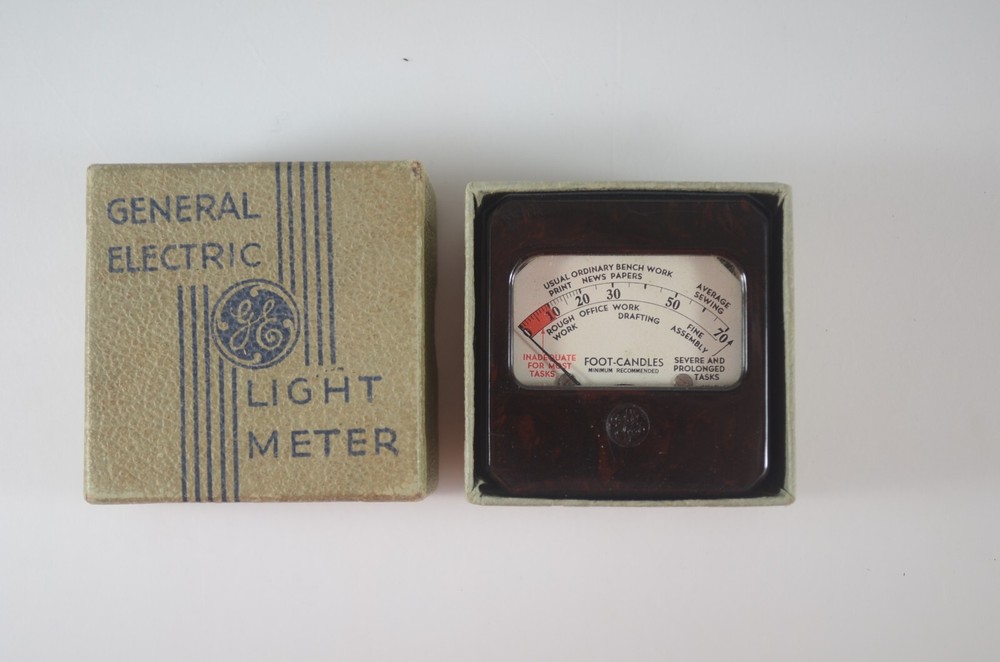 GENERAL
ELECTRIC
GE
LIGHT
METER
USUAL ORDINARY BENCH WORK AVERAGE
PRINT NEWS PAPERS SEWING
0 10 20 30 50 70
ROUGH OFFICE WORK FINE
WORK DRAFTING ASSEMBLY
INADEQUATE FOOT-CANDLES SEVERE AND
FOR MOST MINIMUM RECOMMENDED PROLONGED
TASKS TASKS
GE